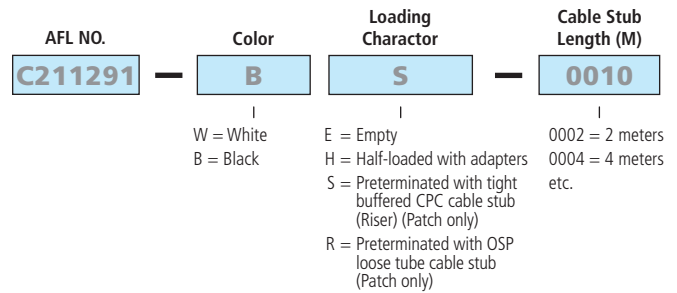 Loading
Cable Stub
AFL NO.
Color
Charactor
Length (M)
C211291 — B S — 0010
W = White
B = Black
E = Empty
H = Half-loaded with adapters
S = Preterminated with tight
buffered CPC cable stub
(Riser) (Patch only)
R = Preterminated with OSP
loose tube cable stub
(Patch only)
0002 = 2 meters
0004 = 4 meters
etc.